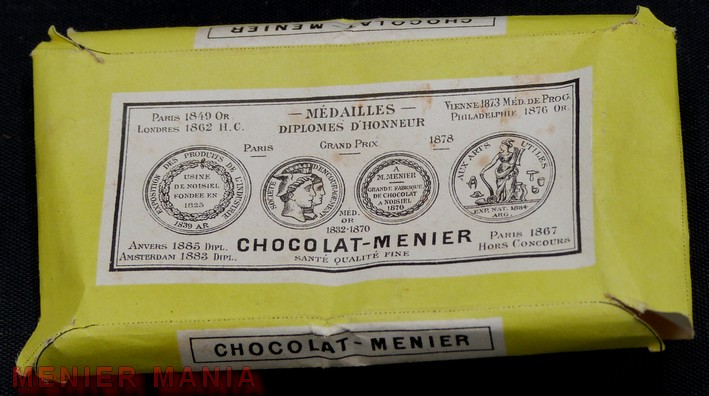 CHOCOLAT-MENIER
— MÉDAILLES —
DIPLOMES D'HONNEUR
PARIS 1849 OR
LONDRES 1862 H.C.
VIENNE 1873 MÉD. DE PROG.
PHILADELPHIE 1876 OR.
PARIS
GRAND PRIX
1878
EXPOSITION DES PRODUITS DE L'INDUSTRIE
USINE
DE NOISIEL
FONDÉE EN
1825
1839 AR
SOCIÉTÉ D'ENCOURAGEMENT
MÉD.
OR
1832-1870
A
M. MENIER
GRANDE FABRIQUE
DE CHOCOLAT
A NOISIEL
1870
AUX ARTS UTILES
EXP. NAT. 1834
ARG.
ANVERS 1885 DIPL.
AMSTERDAM 1883 DIPL.
CHOCOLAT-MENIER
SANTÉ QUALITÉ FINE
PARIS 1867
HORS CONCOURS
CHOCOLAT-MENIER
MENIER MANIA